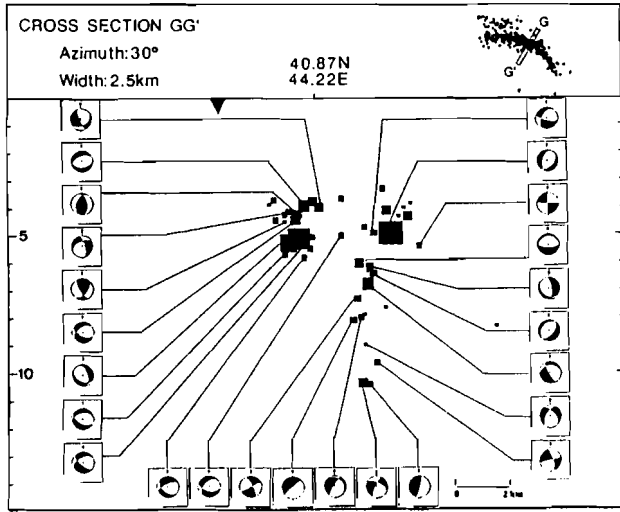 CROSS SECTION GG'
Azimuth: 30°
Width: 2.5km
40.87N
44.22E
G
G'
5
10
0 2 km